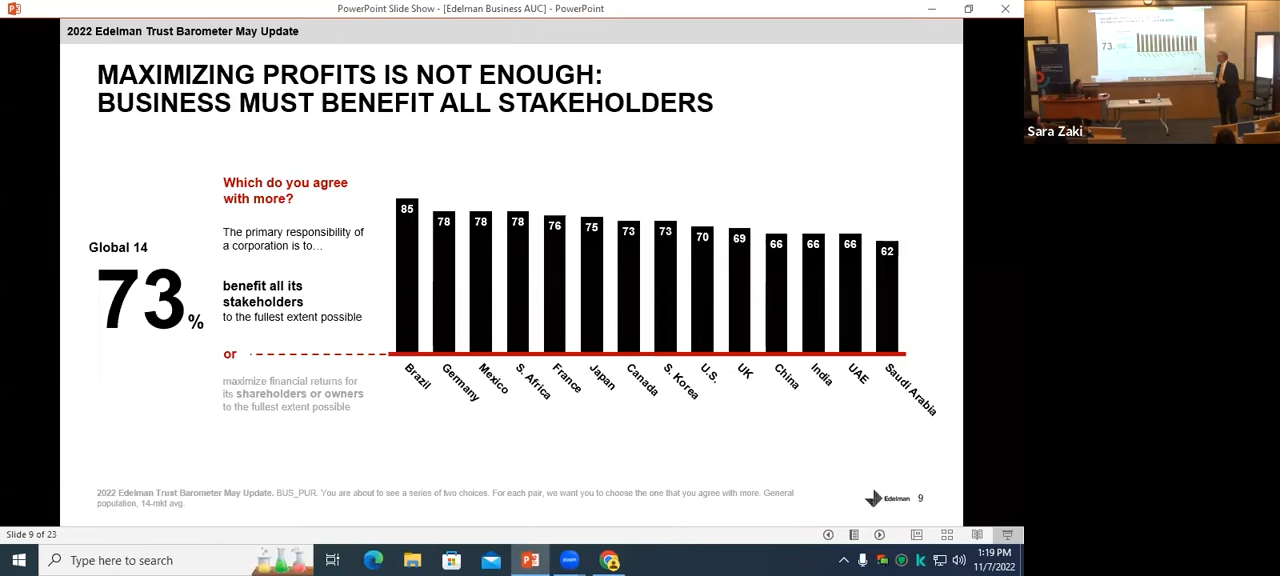 PowerPoint Slide Show - [Edelman Business AUC] - PowerPoint
2022 Edelman Trust Barometer May Update
MAXIMIZING PROFITS IS NOT ENOUGH:
BUSINESS MUST BENEFIT ALL STAKEHOLDERS
Global 14
73%
Which do you agree
with more?
The primary responsibility of
a corporation is to...
benefit all its
stakeholders
to the fullest extent possible
or
maximize financial returns for
its shareholders or owners
to the fullest extent possible
85 78 78 78 76 75 73 73 70 69 66 66 66 62
Brazil Germany Mexico S. Africa France Japan Canada S. Korea U.S. UK China India UAE Saudi Arabia
2022 Edelman Trust Barometer May Update. BUS_PUR. You are about to see a series of two choices. For each pair, we want you to choose the one that you agree with more. General
population, 14-mkt avg.
Edelman 9
Sara Zaki
73
Slide 9 of 23
Type here to search
1:19 PM
11/7/2022